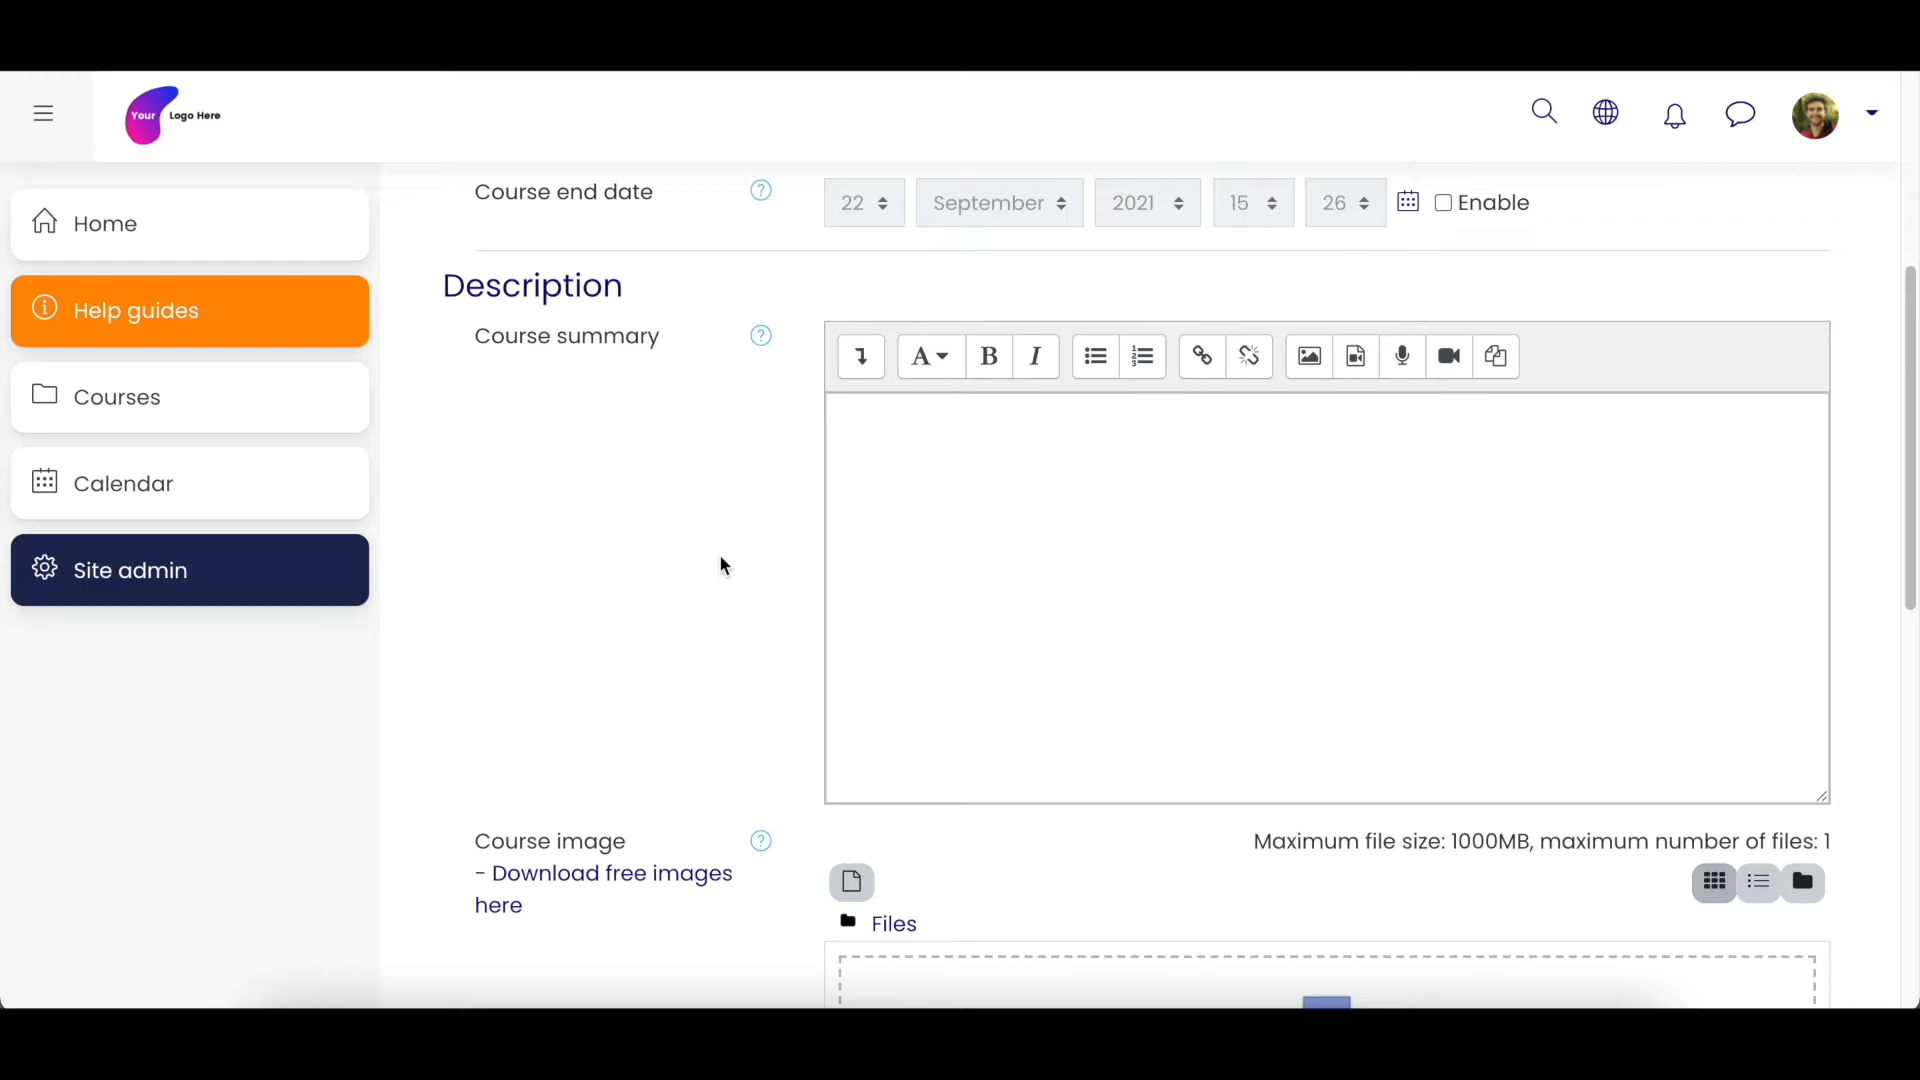 Your Logo Here
Course end date
22 September 2021 15 26 Enable
Home
Help guides
Courses
Calendar
Site admin
Description
Course summary
A B I
Course image
- Download free images
here
Maximum file size: 1000MB, maximum number of files: 1
Files